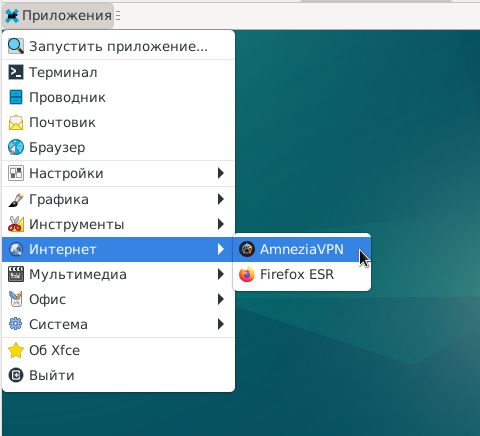 Приложения
Запустить приложение...
Терминал
Проводник
Почтовик
Браузер
Настройки
Графика
Инструменты
Интернет
AmneziaVPN
Firefox ESR
Мультимедиа
Офис
Система
Об Xfce
Выйти